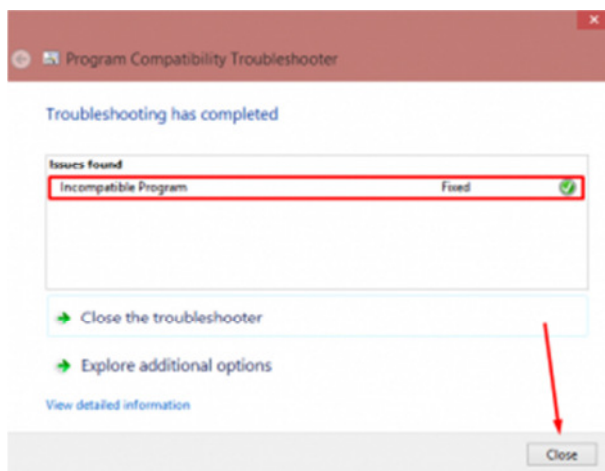 Program Compatibility Troubleshooter
Troubleshooting has completed
Issues found
Incompatible Program Fixed
Close the troubleshooter
Explore additional options
View detailed information
Close